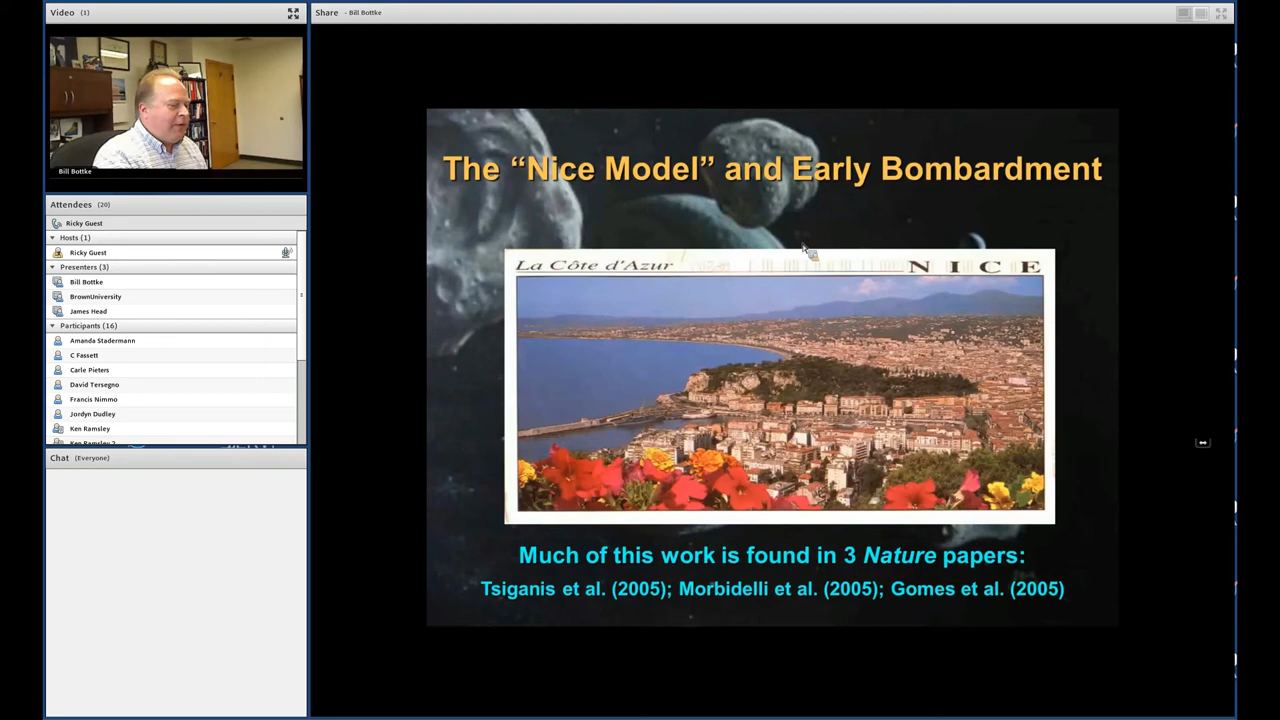 Video (1)
Bill Bottke
Attendees (20)
Ricky Guest
Hosts (1)
Ricky Guest
Presenters (3)
Bill Bottke
BrownUniversity
James Head
Participants (16)
Amanda Stadermann
C Fassett
Carle Pieters
David Tersegno
Francis Nimmo
Jordyn Dudley
Ken Ramsley
Ken Ramsley 2
Chat (Everyone)
Share - Bill Bottke
The “Nice Model” and Early Bombardment
La Côte d'Azur NICE
Much of this work is found in 3 Nature papers:
Tsiganis et al. (2005); Morbidelli et al. (2005); Gomes et al. (2005)